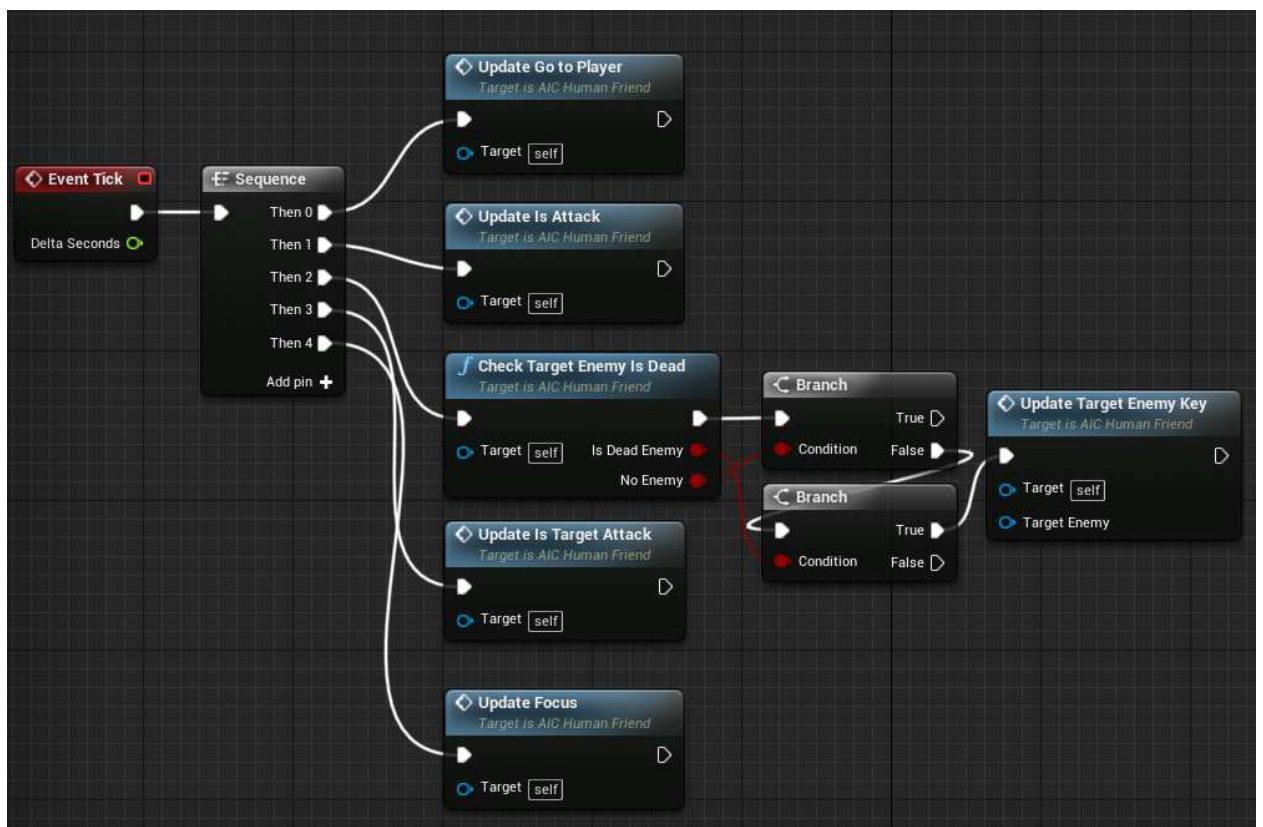 Event Tick
Delta Seconds
Sequence
Then 0
Then 1
Then 2
Then 3
Then 4
Add pin
Update Go to Player
Target is AIC Human Friend
Target self
Update Is Attack
Target is AIC Human Friend
Target self
Check Target Enemy Is Dead
Target is AIC Human Friend
Target self Is Dead Enemy
No Enemy
Branch
True
Condition False
Branch
True
Condition False
Update Target Enemy Key
Target is AIC Human Friend
Target self
Target Enemy
Update Is Target Attack
Target is AIC Human Friend
Target self
Update Focus
Target is AIC Human Friend
Target self